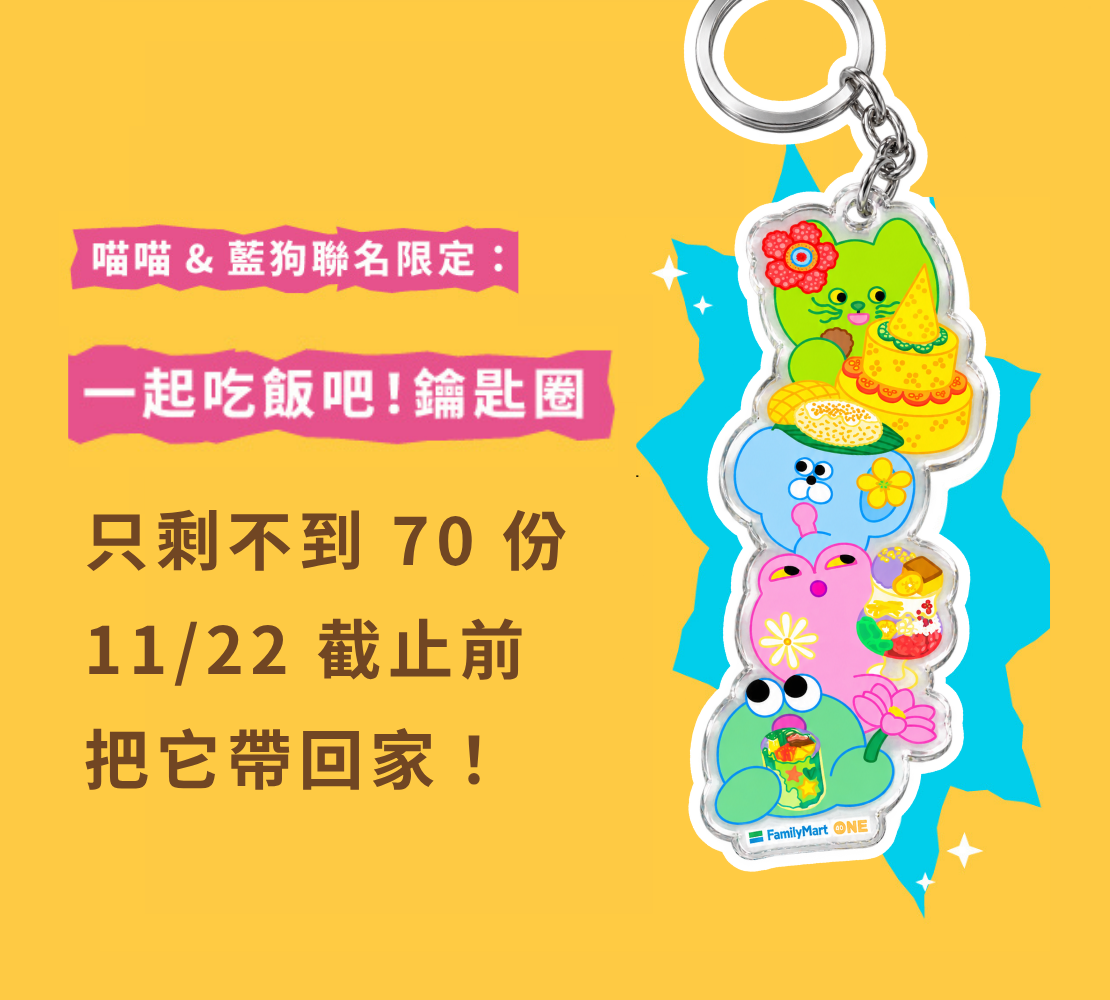 喵喵 & 藍狗聯名限定：
一起吃飯吧！鑰匙圈
只剩不到 70 份
11/22 截止前
把它帶回家！
FamilyMart ONE